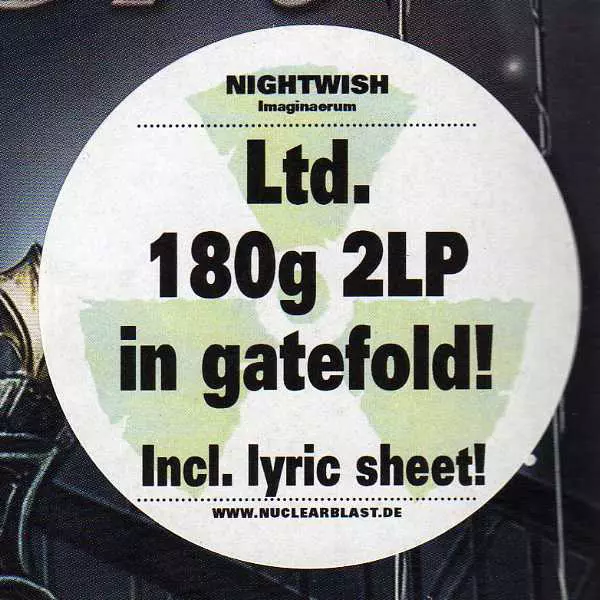 NIGHTWISH
Imaginaerum
Ltd.
180g 2LP
in gatefold!
Incl. lyric sheet!
WWW.NUCLEARBLAST.DE